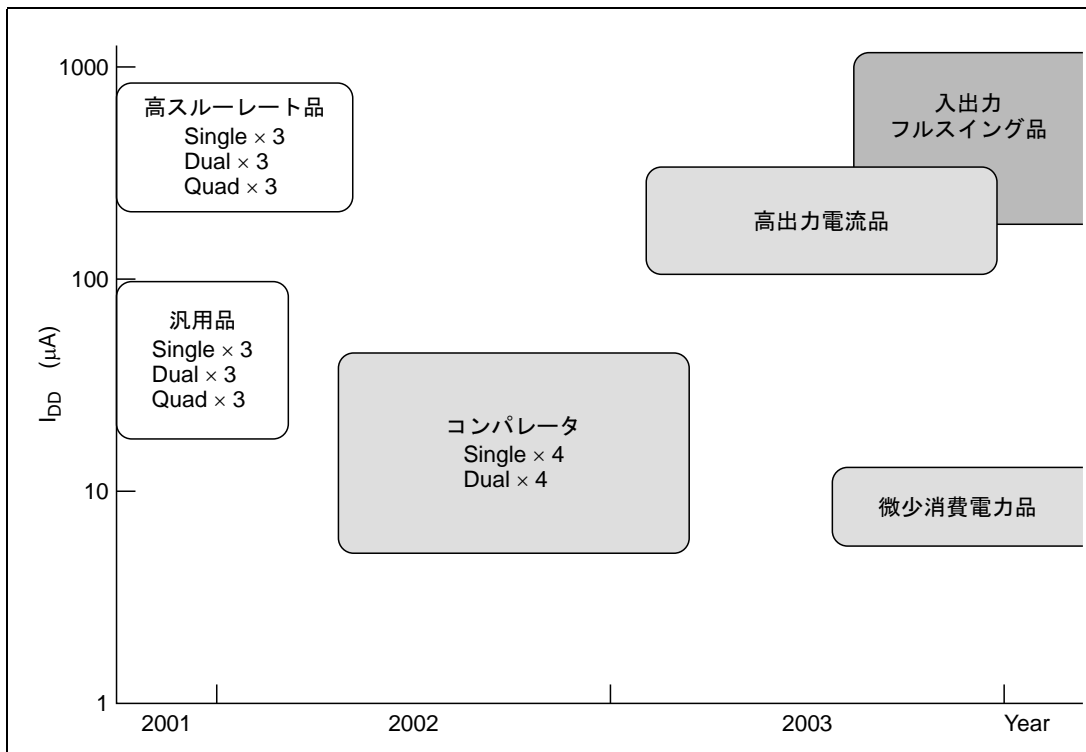 1000
100
10
1
I_DD (μA)
高スルーレート品
Single × 3
Dual × 3
Quad × 3
汎用品
Single × 3
Dual × 3
Quad × 3
コンパレータ
Single × 4
Dual × 4
入出力
フルスイング品
高出力電流品
微少消費電力品
2001 2002 2003 Year